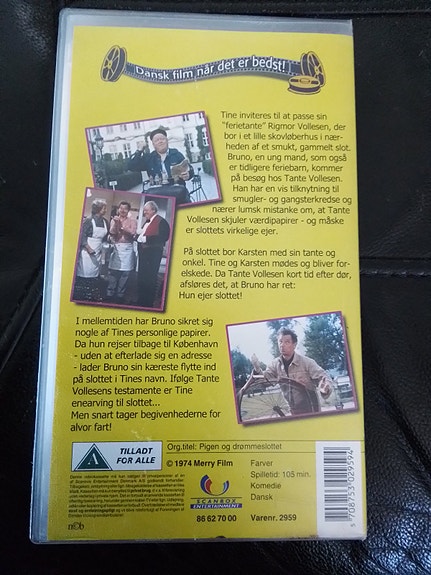 Dansk film når det er bedst!
Tine inviteres til at passe sin
"ferietante" Rigmor Vollesen, der
bor i et lille skovløberhus i nær-
heden af et smukt, gammelt slot.
Bruno, en ung mand, som også
er tidligere feriebarn, kommer
på besøg hos Tante Vollesen.
Han har en vis tilknytning til
smugler- og gangsterkredse og
nærer lumsk mistanke om, at Tante
Vollesen skjuler værdipapirer - og måske
er slottets virkelige ejer.
På slottet bor Karsten med sin tante og
onkel. Tine og Karsten mødes og bliver for-
elskede. Da Tante Vollesen kort tid efter dør,
afsløres det, at Bruno har ret:
Hun ejer slottet!
I mellemtiden har Bruno sikret sig
nogle af Tines personlige papirer.
Da hun rejser tilbage til København
- uden at efterlade sig en adresse
- lader Bruno sin kæreste flytte ind
på slottet i Tines navn. Ifølge Tante
Vollesens testamente er Tine
enearving til slottet...
Men snart tager begivenhederne for
alvor fart!
A
TILLADT
FOR ALLE
Org.titel: Pigen og drømmeslottet
© 1974 Merry Film
Farver
Spilletid: 105 min.
Komedie
Dansk
SCANBOX
ENTERTAINMENT
86 62 70 00
Varenr. 2959
5 708753 029594
ncb